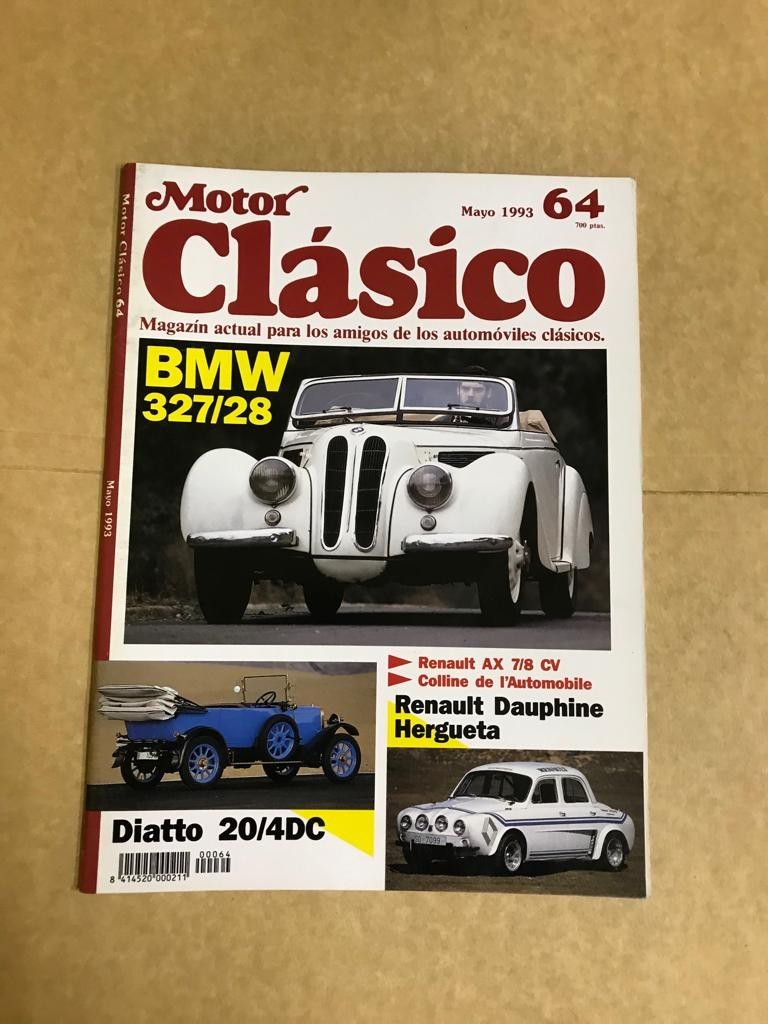 Motor
Clásico
Mayo 1993 64
700 ptas.
Magazín actual para los amigos de los automóviles clásicos.
BMW
327/28
Renault AX 7/8 CV
Colline de l'Automobile
Renault Dauphine
Hergueta
Diatto 20/4DC
00064
8 414520 000211
Motor Clásico 64
Mayo 1993